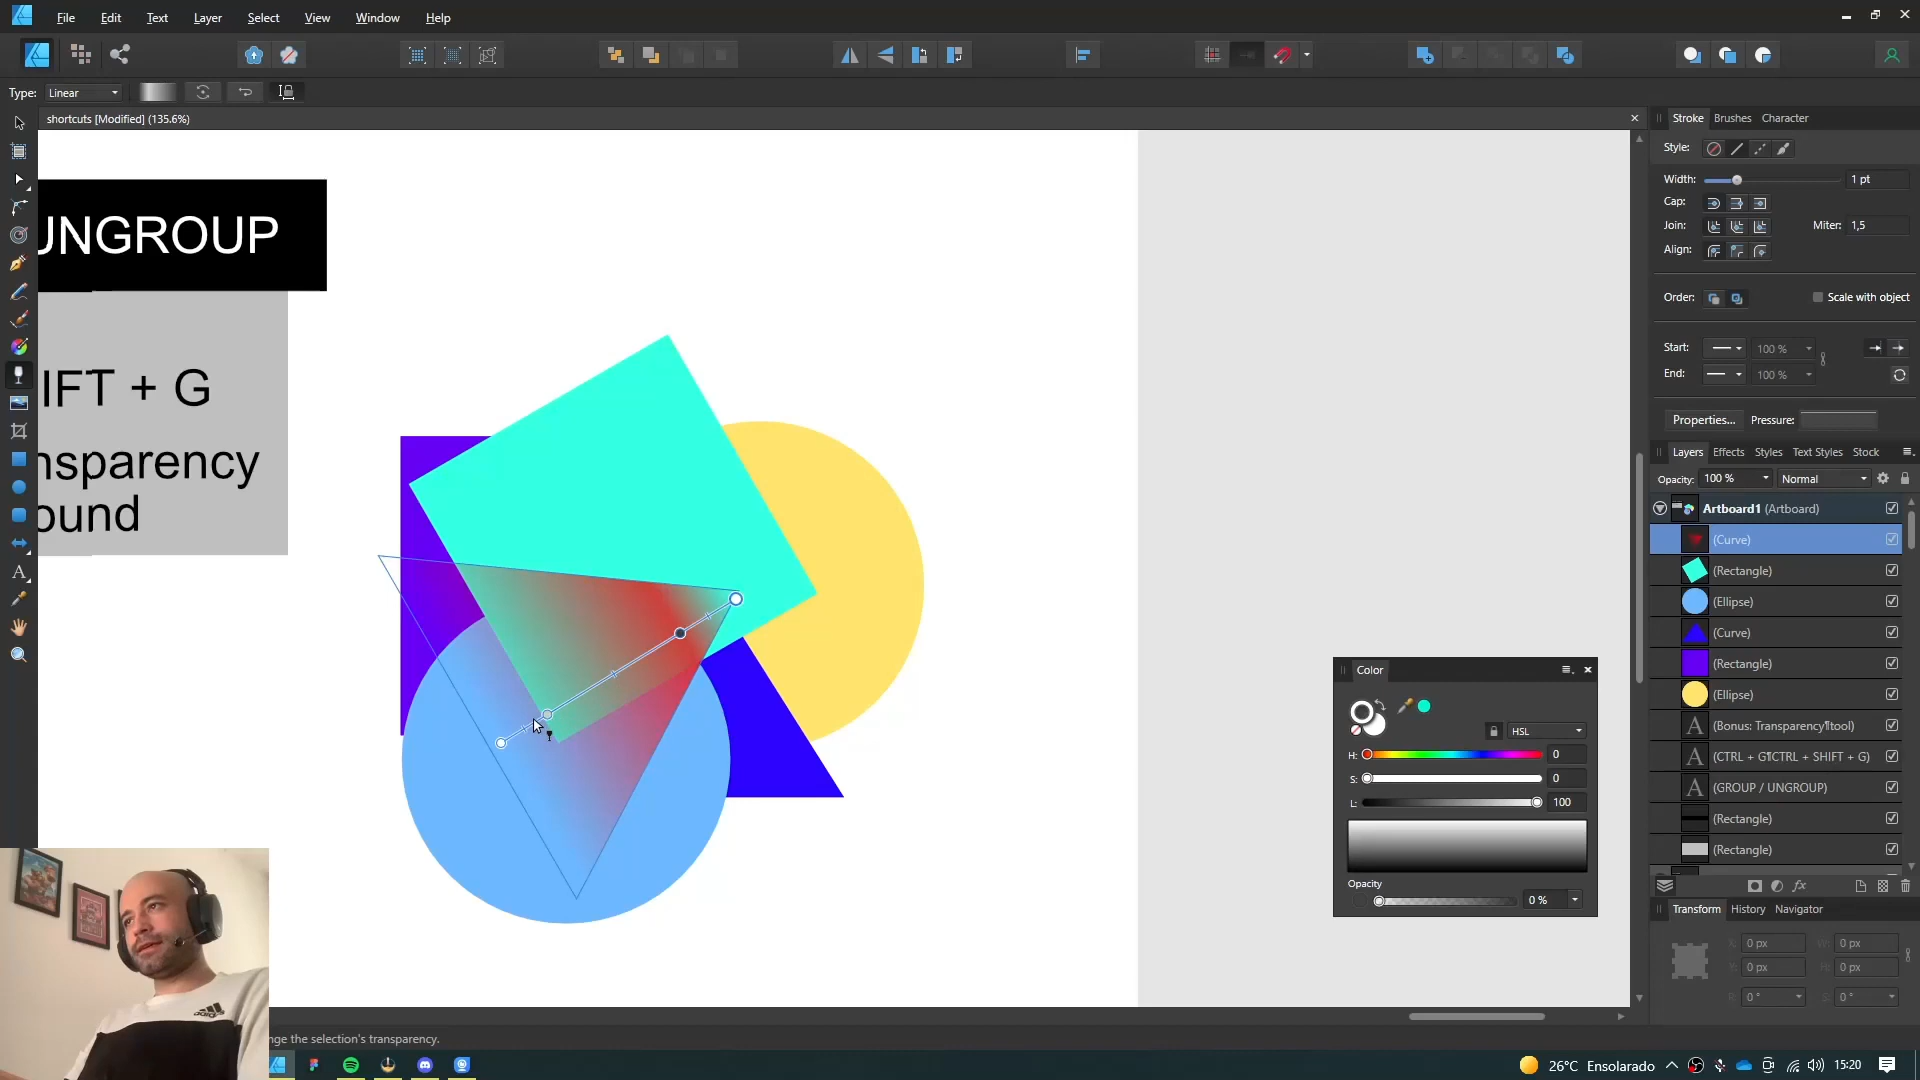 File Edit Text Layer Select View Window Help
Type: Linear
shortcuts [Modified] (135.6%)
UNGROUP
IFT + G
nsparency
ound
Stroke Brushes Character
Style:
Width: 1 pt
Cap:
Join: Miter: 1,5
Align:
Order: Scale with object
Start: 100 %
End: 100 %
Properties... Pressure:
Layers Effects Styles Text Styles Stock
Opacity: 100 % Normal
Artboard1 (Artboard)
(Curve)
(Rectangle)
(Ellipse)
(Curve)
(Rectangle)
(Ellipse)
A (Bonus: Transparency¶tool)
A (CTRL + G¶CTRL + SHIFT + G)
A (GROUP / UNGROUP)
(Rectangle)
(Rectangle)
fx
Transform History Navigator
X: 0 px W: 0 px
Y: 0 px H: 0 px
R: 0 ° S: 0 °
Color
HSL
H: 0
S: 0
L: 100
Opacity
0 %
adidas
nge the selection's transparency.
26°C Ensolarado 15:20